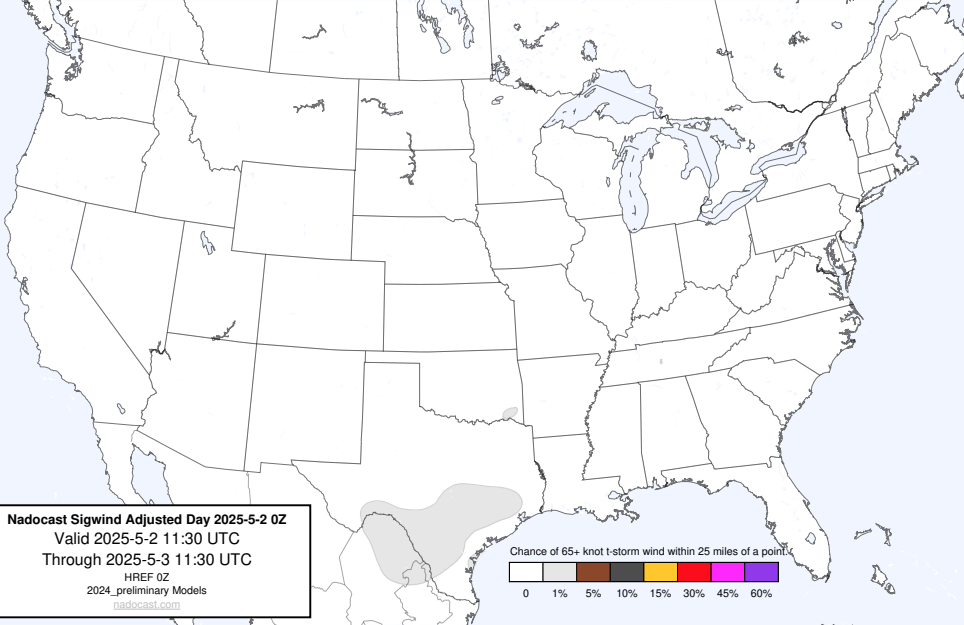 Nadocast Sigwind Adjusted Day 2025-5-2 0Z
Valid 2025-5-2 11:30 UTC
Through 2025-5-3 11:30 UTC
HREF 0Z
2024_preliminary Models
nadocast.com
Chance of 65+ knot t-storm wind within 25 miles of a point.
0 1% 5% 10% 15% 30% 45% 60%